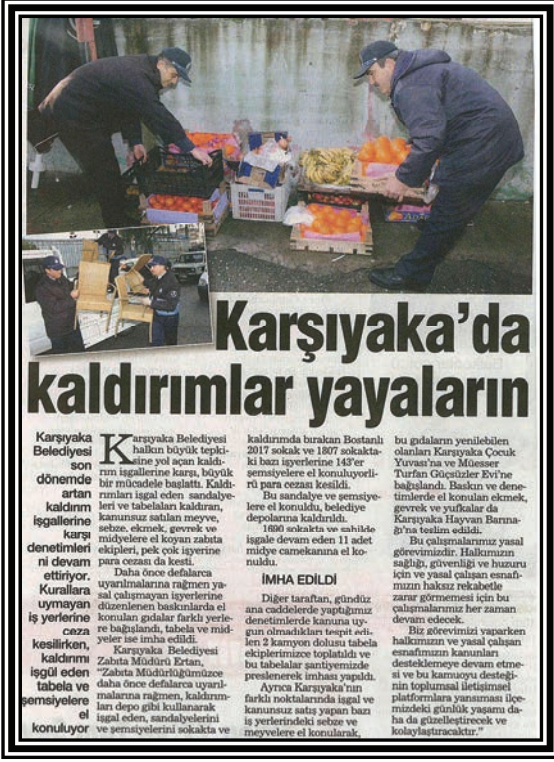 Karşıyaka'da
kaldırımlar yayaların
Karşıyaka
Belediyesi
son
dönemde
artan
kaldırım
işgallerine
karşı
denetimleri
ni devam
ettiriyor.
Kurallara
uymayan
iş yerlerine
ceza
kesilirken,
kaldırımı
işgül eden
tabela ve
şemsiyelere
el
konuluyor
Karşıyaka Belediyesi
halkın büyük tepki-
sine yol açan kaldı-
rım işgallerine karşı, büyük
bir mücadele başlattı. Kaldı-
rımları işgal eden sandalye-
leri ve tabelaları kaldıran,
kanunsuz satılan meyve,
sebze, ekmek, gevrek ve
midyelere el koyan zabıta
ekipleri, pek çok işyerine
para cezası da kesti.
Daha önce defalarca
uyarılmalarına rağmen ya-
sal çalışmayan işyerlerine
düzenlenen baskınlarda el
konulan gıdalar farklı yerle-
re bağışlandı, tabela ve mid-
yeler ise imha edildi.
Karşıyaka Belediyesi
Zabıta Müdürü Ertan,
"Zabıta Müdürlüğümüzce
daha önce defalarca uyarıl-
malarına rağmen, kaldırım-
ları depo gibi kullanarak
işgal eden, sandalyelerini
ve şemsiyelerini sokakta ve
kaldırımda bırakan Bostanlı
2017 sokak ve 1807 sokakta-
ki bazı işyerlerine 143'er
şemsiyelere el konuluyorli-
rü para cezası kesildi.
Bu sandalye ve şemsiye-
lere el konuldu, belediye
depolarına kaldırıldı.
1690 sokakta ve sahilde
işgale devam eden 11 adet
midye camekanına el ko-
nuldu.
İMHA EDİLDİ
Diğer taraftan, gündüz
ana caddelerde yaptığımız
denetimlerde kanuna uy-
gun olmadıkları tespit edi-
len 2 kamyon dolusu tabela
ekiplerimizce toplatıldı ve
bu tabelalar şantiyemizde
preslenerek imhası yapıldı.
Ayrıca Karşıyaka'nın
farklı noktalarında işgal ve
kanunsuz satış yapan bazı
iş yerlerindeki sebze ve
meyvelere el konularak,
bu gıdaların yenilebilen
olanları Karşıyaka Çocuk
Yuvası'na ve Müesser
Turfan Güçsüzler Evi'ne
bağışlandı. Baskın ve dene-
timlerde el konulan ekmek,
gevrek ve yufkalar da
Karşıyaka Hayvan Barına-
ğı'na teslim edildi.
Bu çalışmalarımız yasal
görevimizdir. Halkımızın
sağlığı, güvenliği ve huzuru
için ve yasal çalışan esnafı-
mızın haksız rekabetle
zarar görmemesi için bu
çalışmalarımız her zaman
devam edecek.
Biz görevimizi yaparken
halkımızın ve yasal çalışan
esnafımızın kanunları
desteklemeye devam etme-
si ve bu kamuoyu desteği-
nin toplumsal iletişimsel
platformlara yansıması ilçe-
mizdeki günlük yaşamı da-
ha da güzelleştirecek ve
kolaylaştıracaktır."